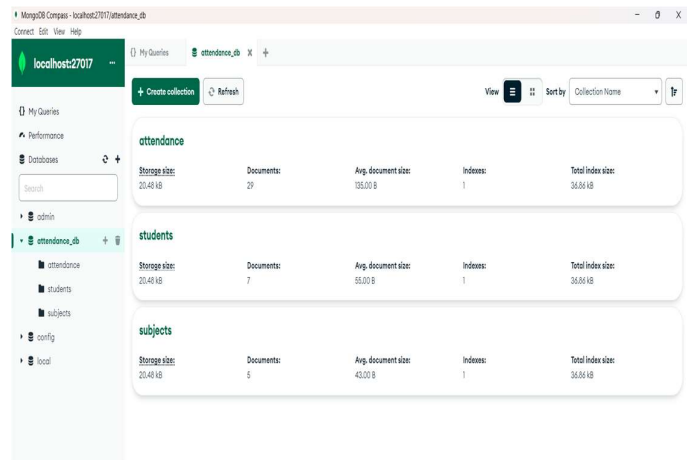 MongoDB Compass - localhost:27017/attendance_db
Connect Edit View Help
localhost:27017 ...
{} My Queries
Performance
Databases
Search
admin
attendance_db
attendance
students
subjects
config
local
{} My Queries attendance_db X +
+ Create collection Refresh View Sort by Collection Name
attendance
Storage size: Documents: Avg. document size: Indexes: Total index size:
20.48 kB 29 135.00 B 1 36.86 kB
students
Storage size: Documents: Avg. document size: Indexes: Total index size:
20.48 kB 7 55.00 B 1 36.86 kB
subjects
Storage size: Documents: Avg. document size: Indexes: Total index size:
20.48 kB 5 43.00 B 1 36.86 kB